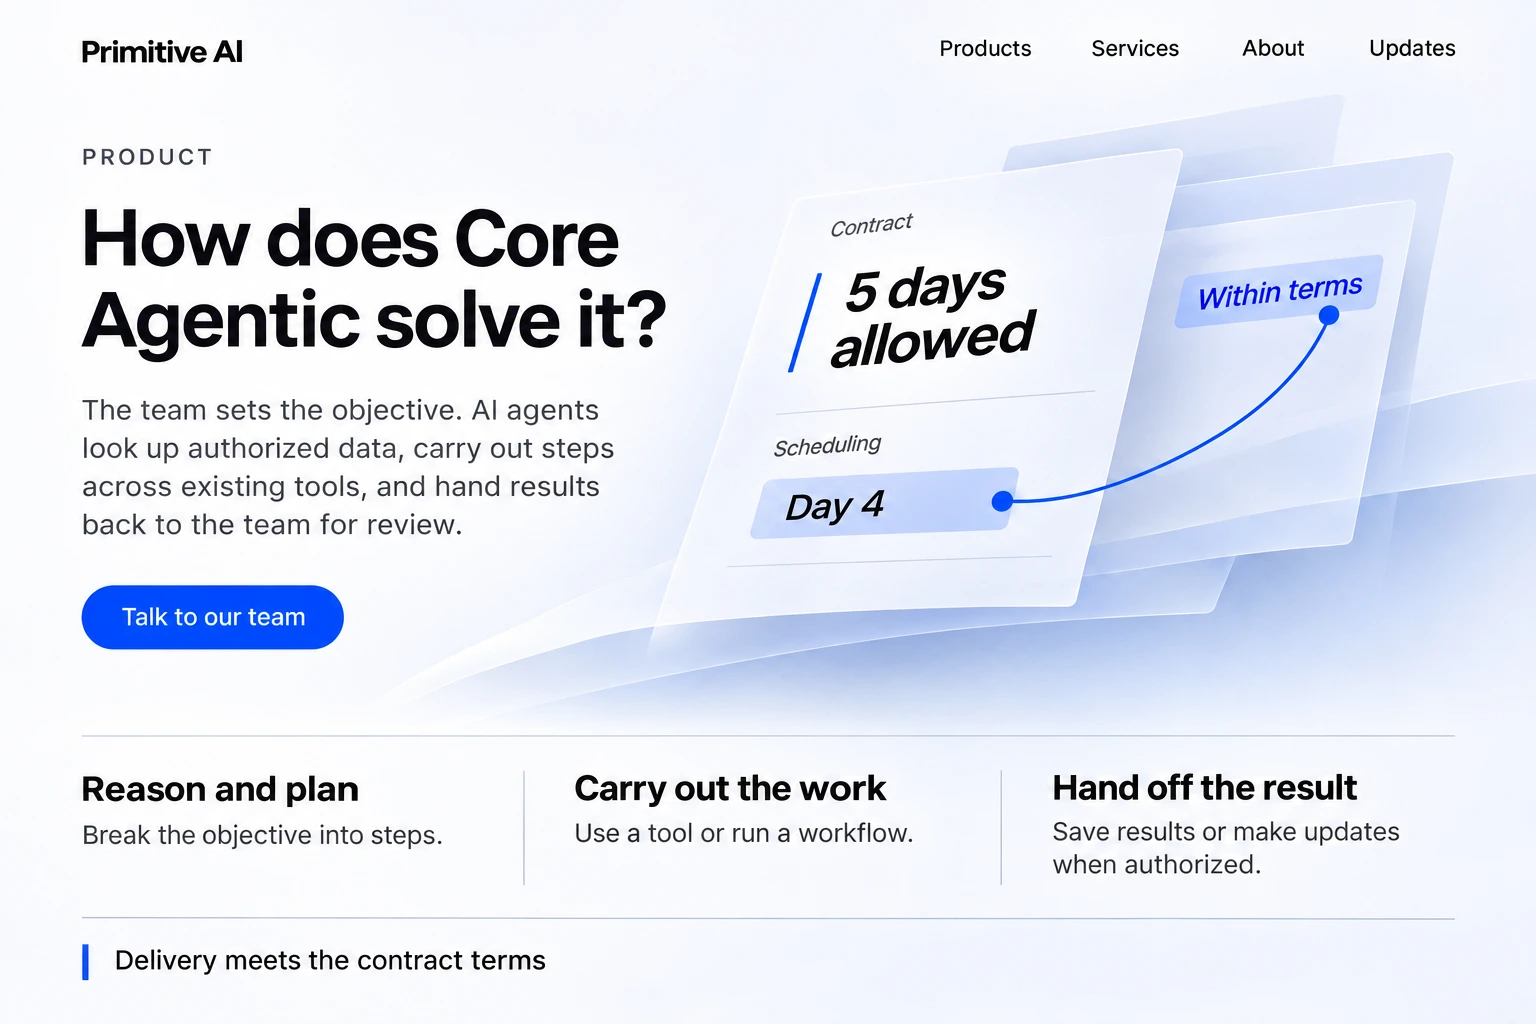 Primitive AI
Products
Services
About
Updates
PRODUCT
How does Core
Agentic solve it?
The team sets the objective. AI agents
look up authorized data, carry out steps
across existing tools, and hand results
back to the team for review.
Talk to our team
Contract
5 days
allowed
Scheduling
Day 4
Within terms
Reason and plan
Break the objective into steps.
Carry out the work
Use a tool or run a workflow.
Hand off the result
Save results or make updates
when authorized.
Delivery meets the contract terms